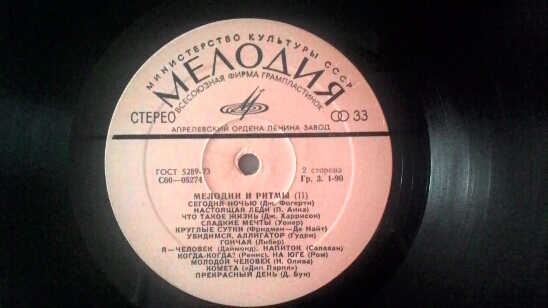 МИНИСТЕРСТВО КУЛЬТУРЫ СССР
МЕЛОДИЯ
ВСЕСОЮЗНАЯ ФИРМА ГРАМПЛАСТИНОК
СТЕРЕО 33
АПРЕЛЕВСКИЙ ОРДЕНА ЛЕНИНА ЗАВОД
ГОСТ 5289-73 2 сторона
С60—05274 Гр. 3. 1-90
МЕЛОДИИ И РИТМЫ (II)
СЕГОДНЯ НОЧЬЮ (Дж. Фогерти)
НАСТОЯЩАЯ ЛЕДИ (П. Анка)
ЧТО ТАКОЕ ЖИЗНЬ (Дж. Харрисон)
СЛАДКИЕ МЕЧТЫ (Уокер)
КРУГЛЫЕ СУТКИ (Фридмен—Де Найт)
УВИДИМСЯ, АЛЛИГАТОР (Гудри)
ГОНЧАЯ (Либер)
Я—ЧЕЛОВЕК (Даймонд), НАПИТОК (Салаван)
КОГДА-КОГДА? (Ренис), НА ЮГЕ (Ром)
МОЛОДОЙ ЧЕЛОВЕК (Н. Олива)
КОМЕТА («Дип Пэрпл»)
ПРЕКРАСНЫЙ ДЕНЬ (Д. Бун)